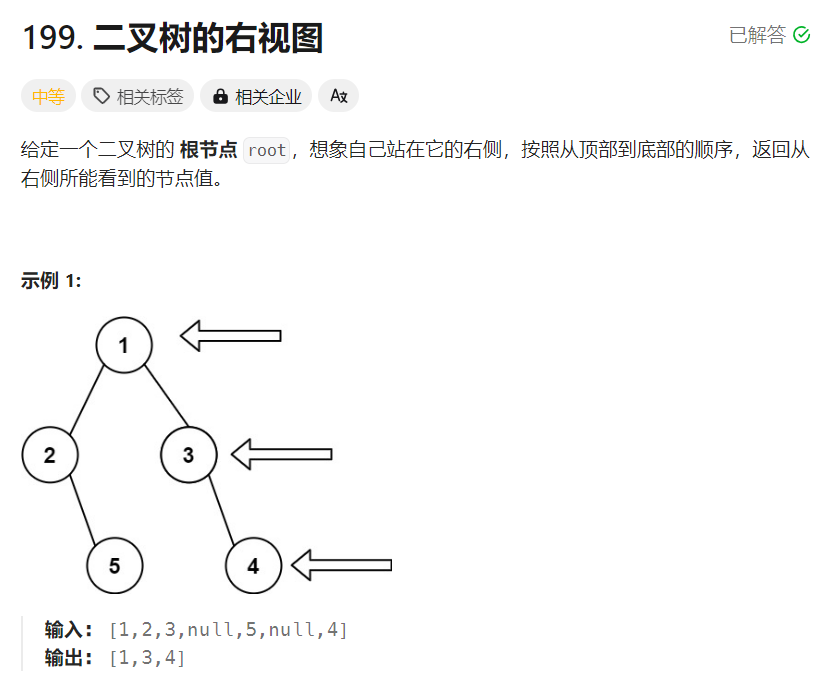 199. 二叉树的右视图
已解答
中等 相关标签 相关企业 Aあ
给定一个二叉树的 根节点 root，想象自己站在它的右侧，按照从顶部到底部的顺序，返回从
右侧所能看到的节点值。
示例 1:
1
2 3
5 4
输入：[1,2,3,null,5,null,4]
输出：[1,3,4]